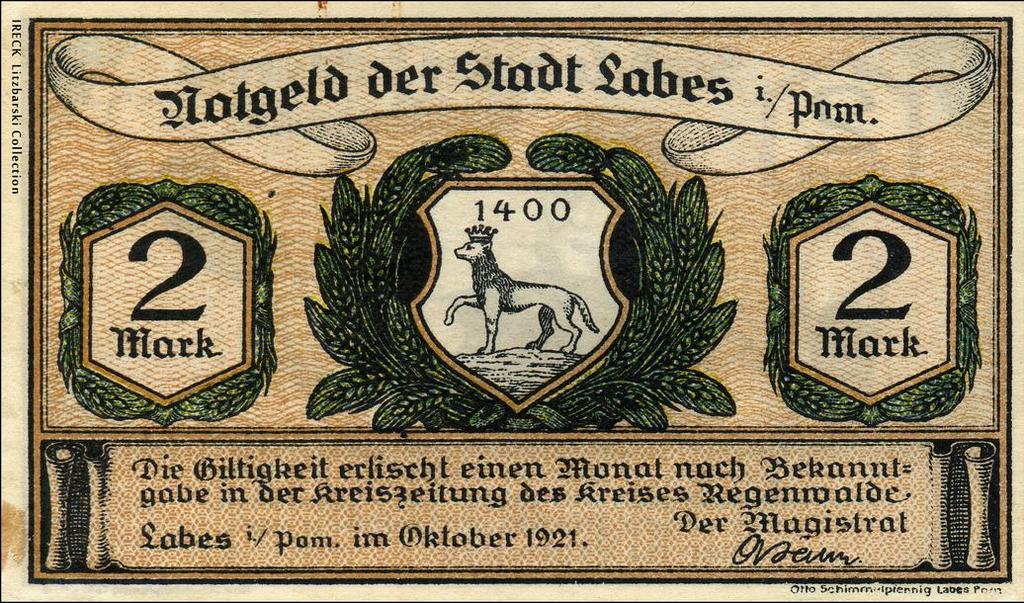 IRECK Litzbarski Collection
Notgeld der Stadt Labes i./Pom.
1400
2
Mark
2
Mark
Die Giltigkeit erlischt einen Monat nach Bekannt=
gabe in der Kreiszeitung des Kreises Regenwalde.
Labes i/ Pom. im Oktober 1921.
Der Magistrat
Otto Schimmelpfennig Labes Pom.